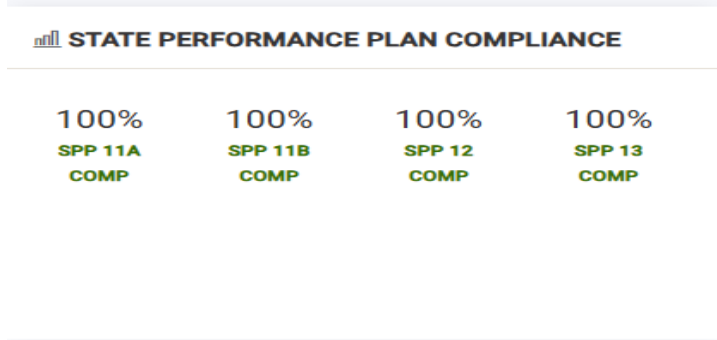 STATE PERFORMANCE PLAN COMPLIANCE
100% 100% 100% 100%
SPP 11A SPP 11B SPP 12 SPP 13
COMP COMP COMP COMP